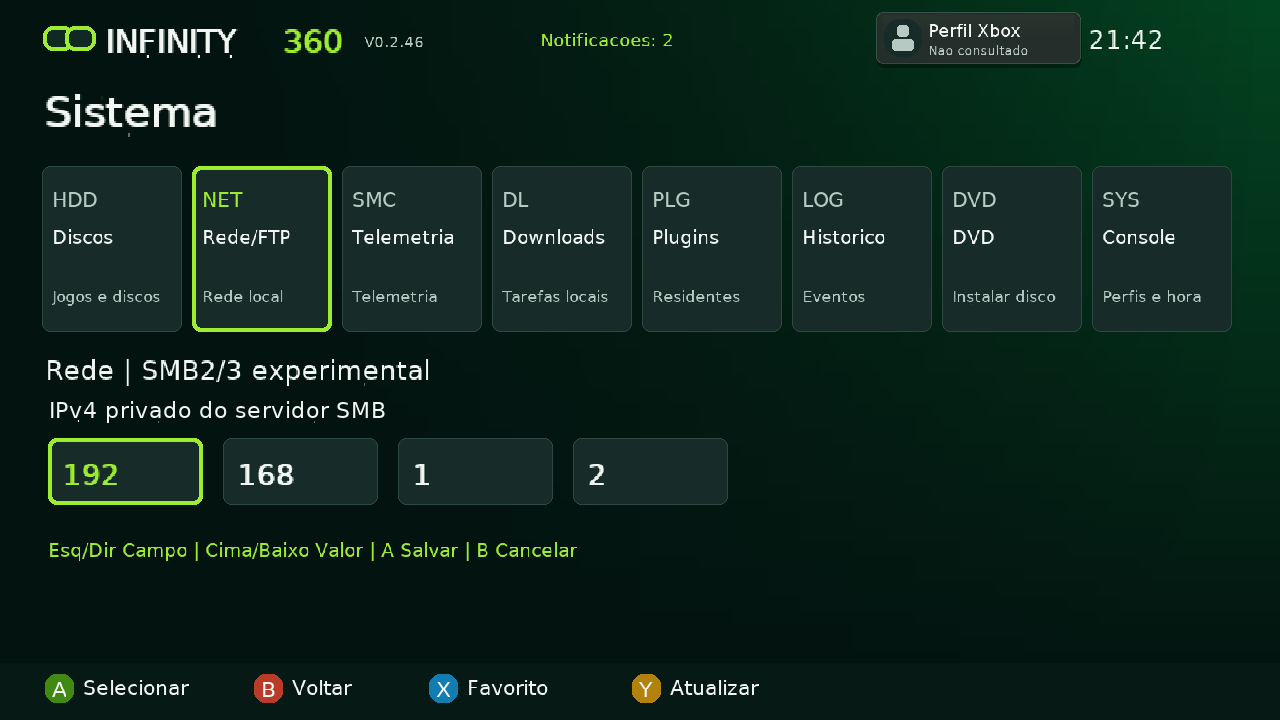 INFINITY 360 V0.2.46 Notificacoes: 2 Perfil Xbox 21:42
Nao consultado
Sistema
HDD NET SMC DL PLG LOG DVD SYS
Discos Rede/FTP Telemetria Downloads Plugins Historico DVD Console
Jogos e discos Rede local Telemetria Tarefas locais Residentes Eventos Instalar disco Perfis e hora
Rede | SMB2/3 experimental
IPv4 privado do servidor SMB
192 168 1 2
Esq/Dir Campo | Cima/Baixo Valor | A Salvar | B Cancelar
A Selecionar B Voltar X Favorito Y Atualizar